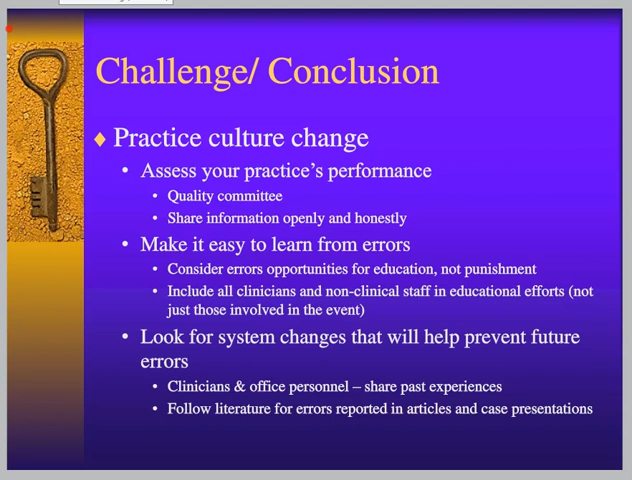 Challenge/ Conclusion
Practice culture change
• Assess your practice's performance
• Quality committee
• Share information openly and honestly
• Make it easy to learn from errors
• Consider errors opportunities for education, not punishment
• Include all clinicians and non-clinical staff in educational efforts (not
just those involved in the event)
• Look for system changes that will help prevent future
errors
• Clinicians & office personnel – share past experiences
• Follow literature for errors reported in articles and case presentations